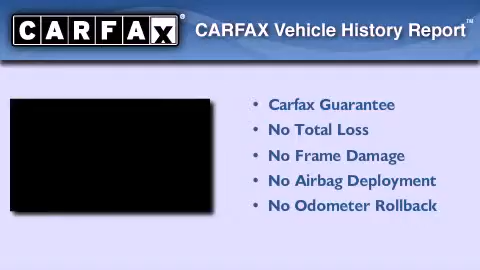 CARFAX® CARFAX Vehicle History Report™
• Carfax Guarantee
• No Total Loss
• No Frame Damage
• No Airbag Deployment
• No Odometer Rollback